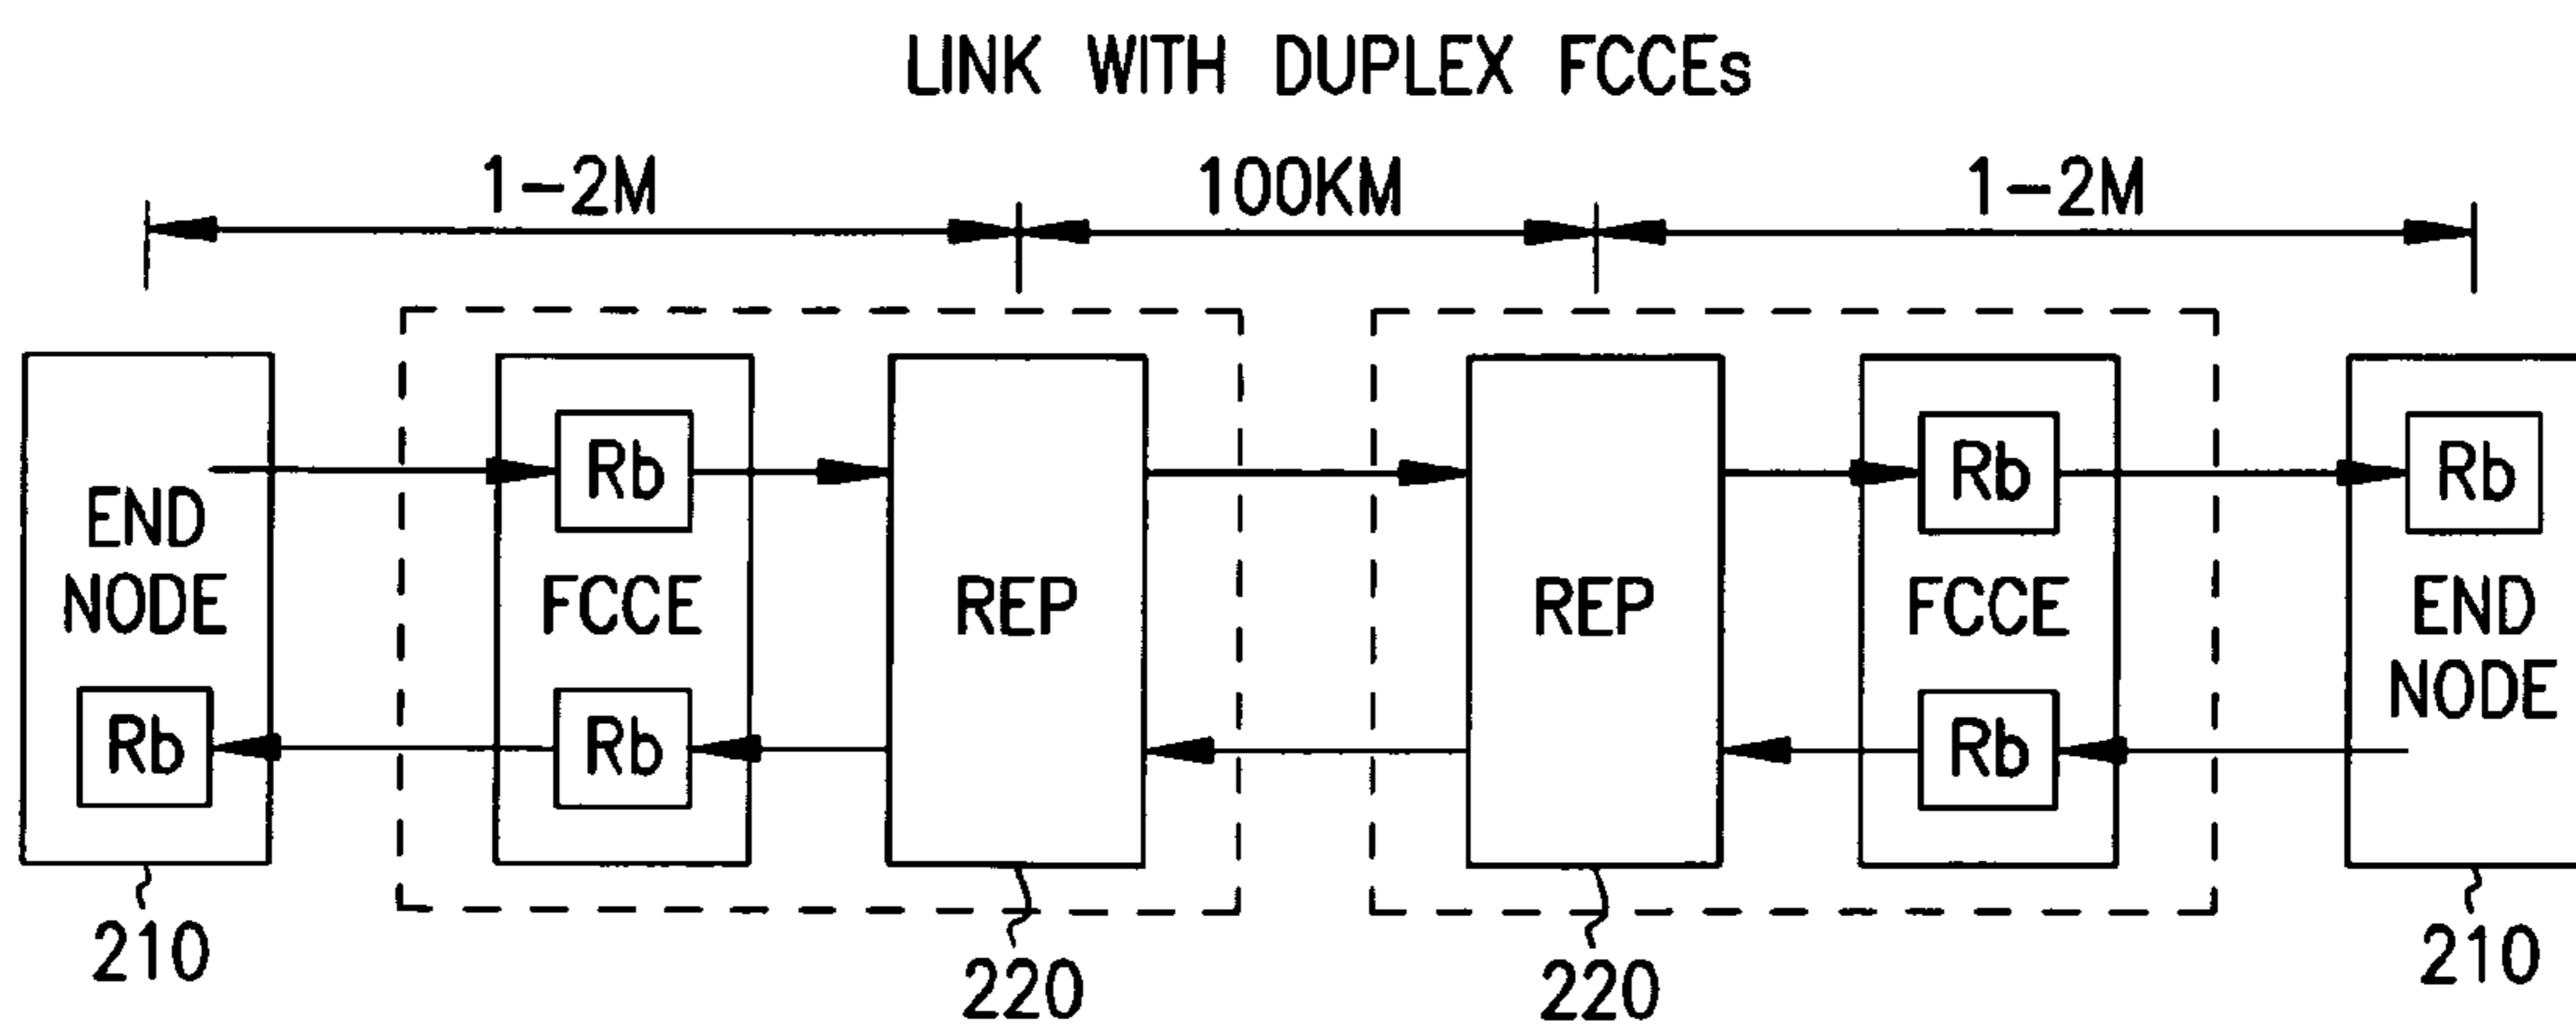 LINK WITH DUPLEX FCCEs
1-2M 100KM 1-2M
Rb Rb Rb
END
NODE FCCE REP REP FCCE END
NODE
Rb Rb Rb
210 220 220 210